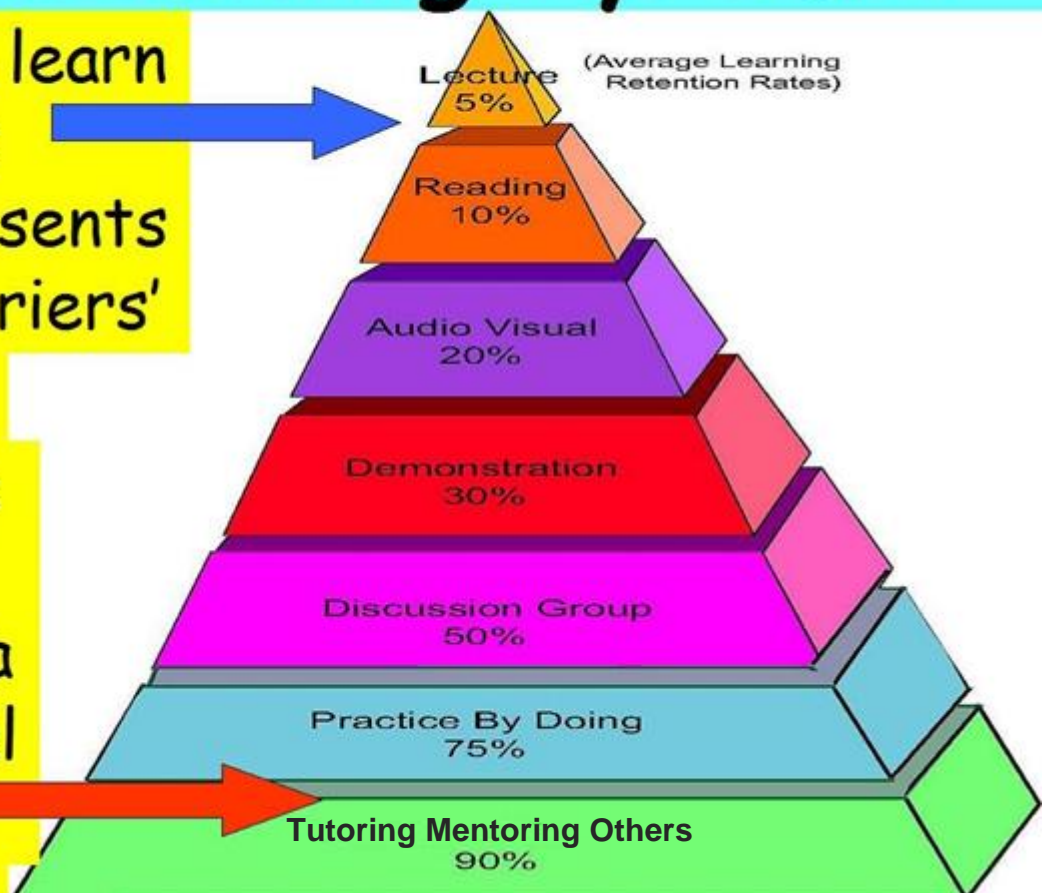 learn
sents
riers'
a
l
(Average Learning
Retention Rates)
Lecture
5%
Reading
10%
Audio Visual
20%
Demonstration
30%
Discussion Group
50%
Practice By Doing
75%
Tutoring Mentoring Others
90%